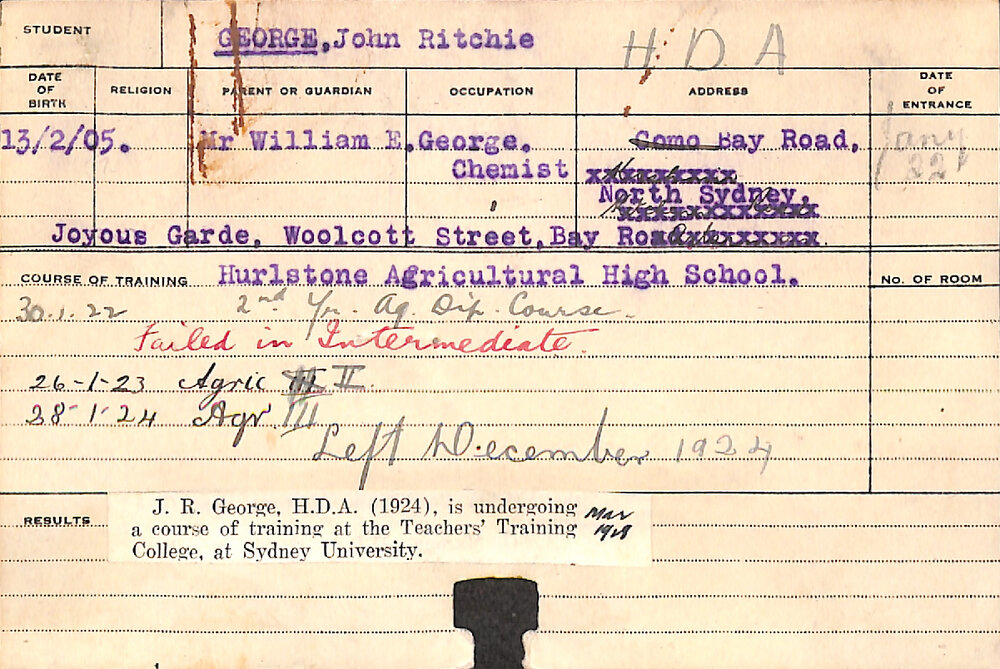 STUDENT GEORGE, John Ritchie H D A
DATE OF BIRTH RELIGION PARENT OR GUARDIAN OCCUPATION ADDRESS DATE OF ENTRANCE
13/2/05. Mr William E. George. Como Bay Road,
Chemist xxxxxxxxx
North Sydney,
Joyous Garde, Woolcott Street, Bay Road
COURSE OF TRAINING Hurlstone Agricultural High School. No. OF ROOM
30.1.22 2nd Yr. Ag. Dip. Course.
Failed in Intermediate.
26-1-23 Agric II.
28-1-24 Agr III
Left December 1924
RESULTS
J. R. George, H.D.A. (1924), is undergoing Mar
a course of training at the Teachers' Training 1928
College, at Sydney University.